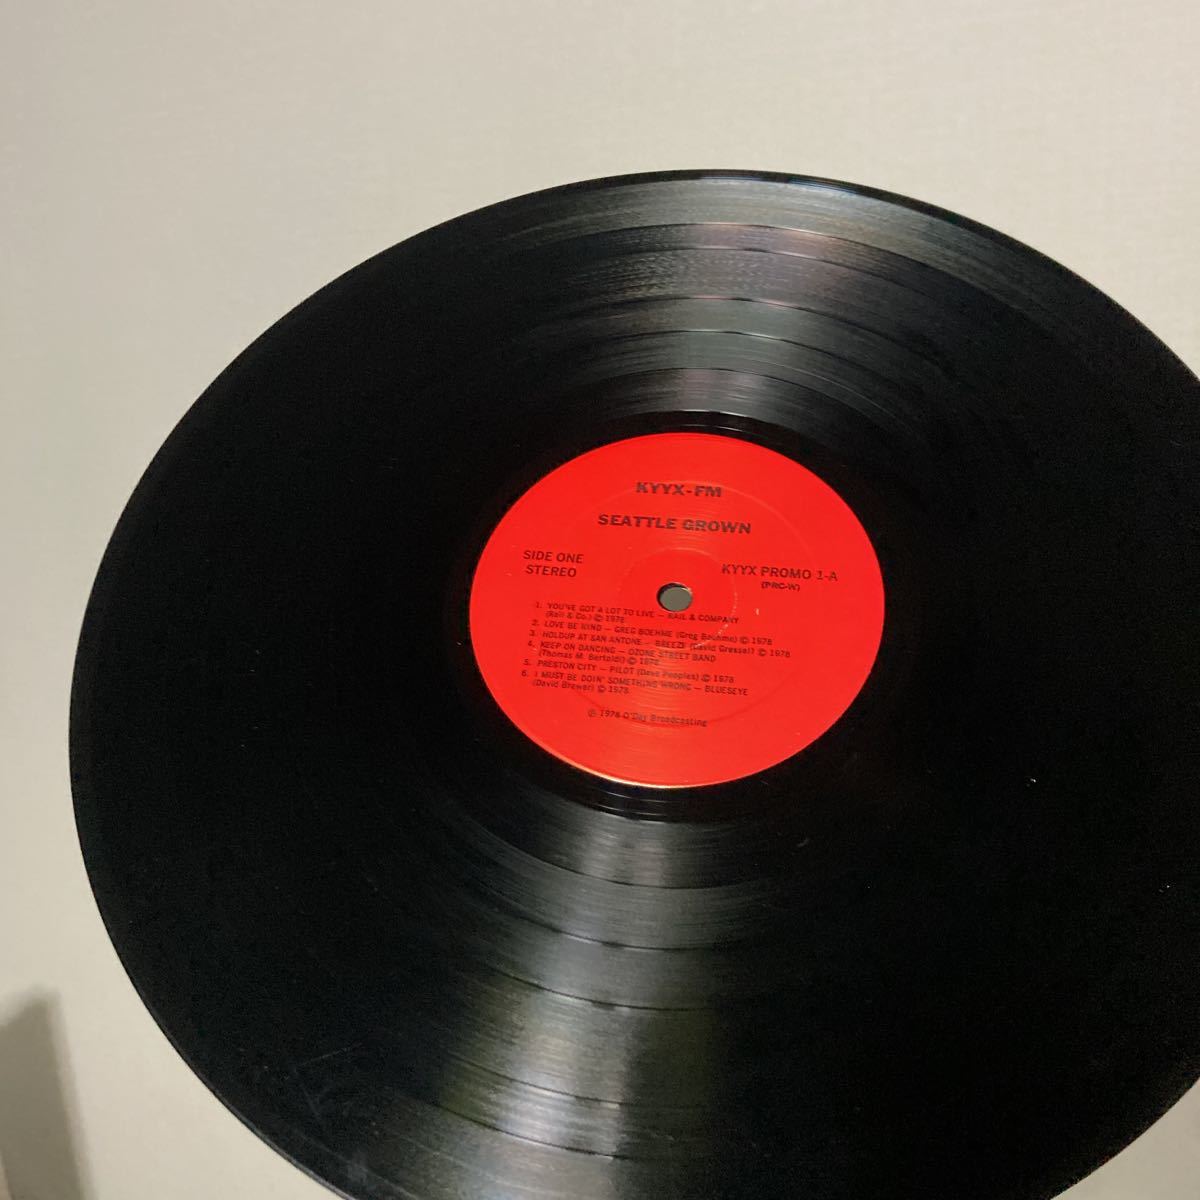 KYYX-FM
SEATTLE GROWN
SIDE ONE
STEREO
KYYX PROMO 1-A
(PRC-W)
1. YOU'VE GOT A LOT TO LIVE — RAIL & COMPANY
(Rail & Co.) © 1978
2. LOVE BE KIND — GREG BOEHME (Greg Boehme) © 1978
3. HOLDUP AT SAN ANTONE — BREEZE (David Gressel) © 1978
4. KEEP ON DANCING — OZONE STREET BAND
(Thomas M. Bertoldi) © 1978
5. PRESTON CITY — PILOT (Dave Peoples) © 1978
6. I MUST BE DOIN' SOMETHING WRONG — BLUESEYE
(David Brewer) © 1978
℗ 1978 O'Day Broadcasting